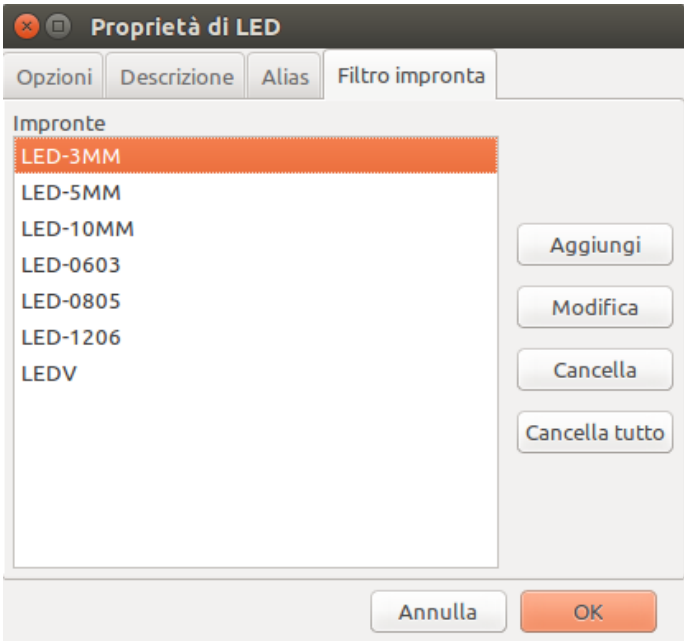 Proprietà di LED
Opzioni Descrizione Alias Filtro impronta
Impronte
LED-3MM
LED-5MM
LED-10MM
LED-0603
LED-0805
LED-1206
LEDV
Aggiungi
Modifica
Cancella
Cancella tutto
Annulla OK